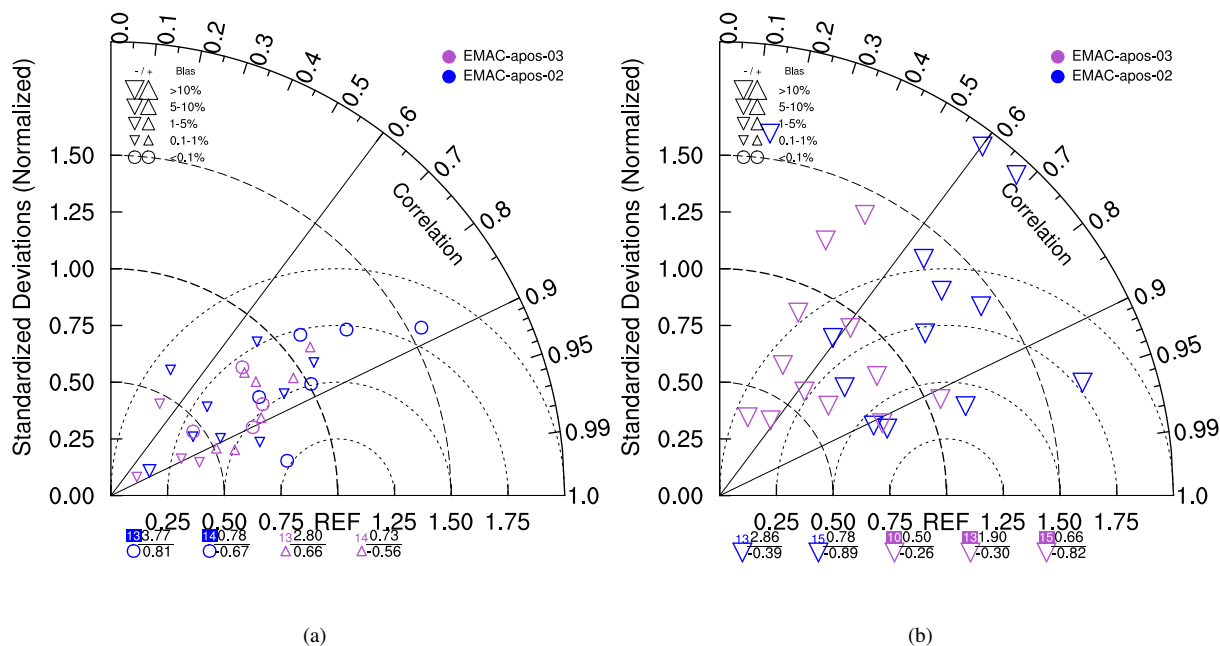 0.0
0.1
0.2
0.3
0.4
0.5
0.6
0.7
0.8
0.9
0.95
0.99
1.0
Correlation
EMAC-apos-03
EMAC-apos-02
- / + Bias
>10%
5-10%
1-5%
0.1-1%
<0.1%
Standardized Deviations (Normalized)
1.50
1.25
1.00
0.75
0.50
0.25
0.00
0.25 0.50 0.75 REF 1.25 1.50 1.75
13 3.77 14 0.78 13 2.80 14 0.73
0.81 -0.67 0.66 -0.56
(a)
0.0
0.1
0.2
0.3
0.4
0.5
0.6
0.7
0.8
0.9
0.95
0.99
1.0
Correlation
EMAC-apos-03
EMAC-apos-02
- / + Bias
>10%
5-10%
1-5%
0.1-1%
<0.1%
Standardized Deviations (Normalized)
1.50
1.25
1.00
0.75
0.50
0.25
0.00
0.25 0.50 0.75 REF 1.25 1.50 1.75
13 2.86 15 0.78 10 0.50 13 1.90 15 0.66
-0.39 -0.89 -0.26 -0.30 -0.82
(b)